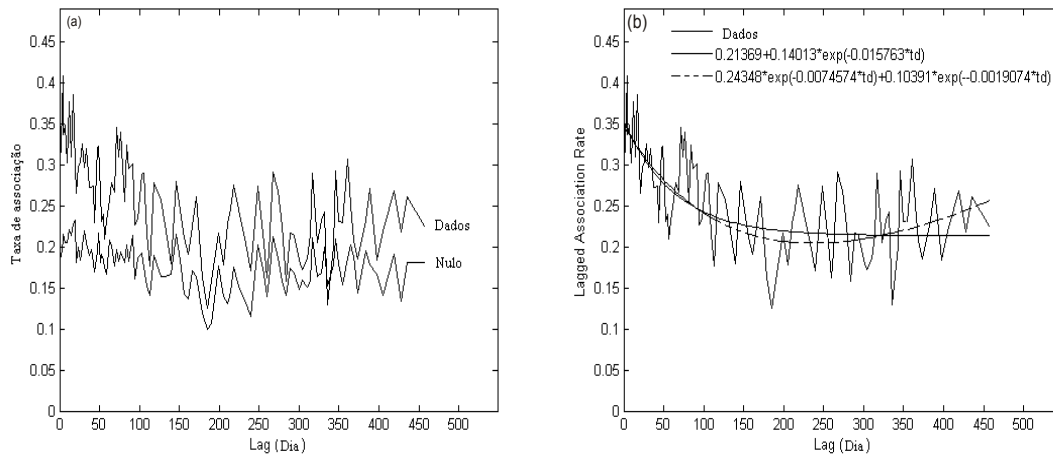 (a)
0.45
0.4
0.35
0.3
0.25
0.2
0.15
0.1
0.05
0
Taxa de associação
Dados
Nulo
0 50 100 150 200 250 300 350 400 450 500
Lag (Dia)
(b)
Dados
0.21369+0.14013*exp(-0.015763*td)
0.24348*exp(-0.0074574*td)+0.10391*exp(--0.0019074*td)
0.45
0.4
0.35
0.3
0.25
0.2
0.15
0.1
0.05
0
Lagged Association Rate
0 50 100 150 200 250 300 350 400 450 500
Lag (Dia)